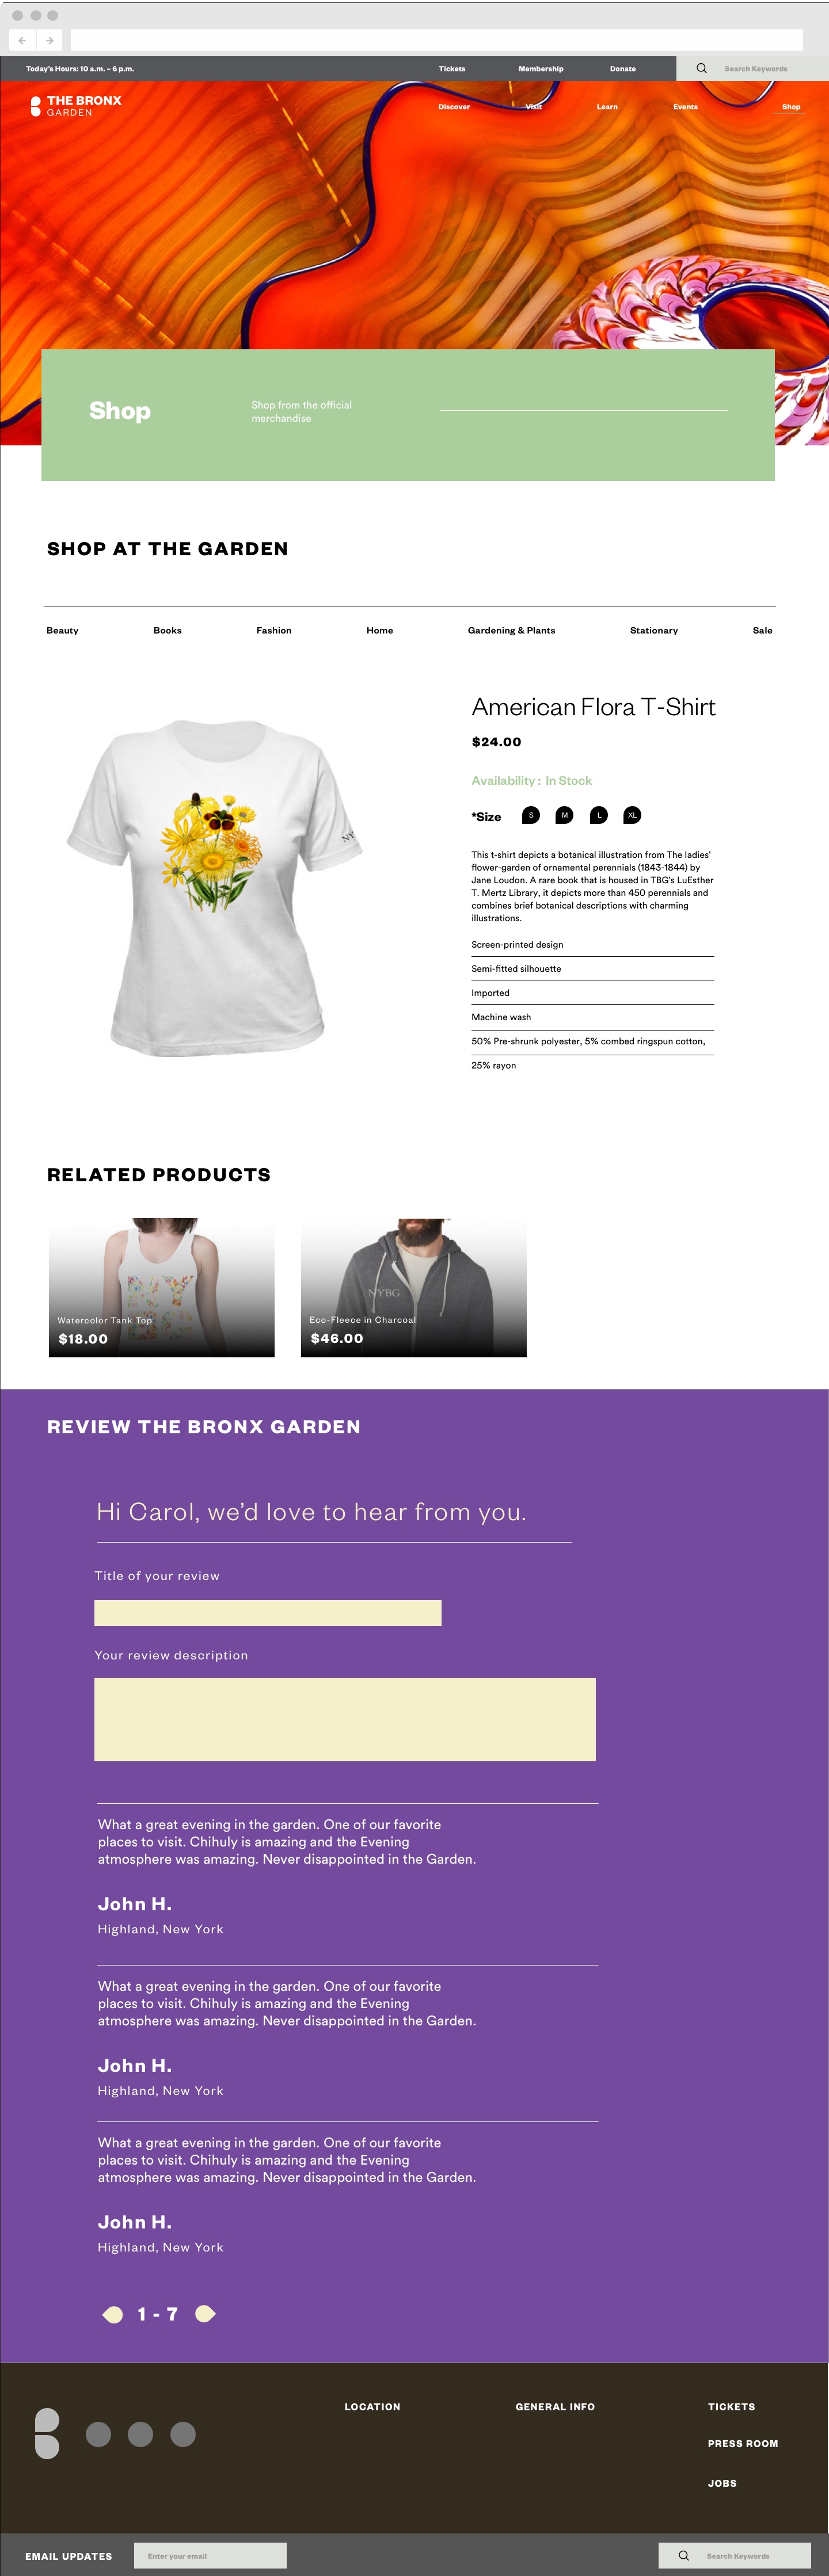 Today's Hours: 10 a.m. – 6 p.m.
Tickets
Membership
Donate
Search Keywords
THE BRONX
GARDEN
Discover
Visit
Learn
Events
Shop
Shop
Shop from the official
merchandise
SHOP AT THE GARDEN
Beauty
Books
Fashion
Home
Gardening & Plants
Stationary
Sale
NY
American Flora T-Shirt
$24.00
Availability : In Stock
*Size
S
M
L
XL
This t-shirt depicts a botanical illustration from The ladies'
flower-garden of ornamental perennials (1843-1844) by
Jane Loudon. A rare book that is housed in TBG's LuEsther
T. Mertz Library, it depicts more than 450 perennials and
combines brief botanical descriptions with charming
illustrations.
Screen-printed design
Semi-fitted silhouette
Imported
Machine wash
50% Pre-shrunk polyester, 5% combed ringspun cotton,
25% rayon
RELATED PRODUCTS
Watercolor Tank Top
$18.00
NYBG
Eco-Fleece in Charcoal
$46.00
REVIEW THE BRONX GARDEN
Hi Carol, we'd love to hear from you.
Title of your review
Your review description
What a great evening in the garden. One of our favorite
places to visit. Chihuly is amazing and the Evening
atmosphere was amazing. Never disappointed in the Garden.
John H.
Highland, New York
What a great evening in the garden. One of our favorite
places to visit. Chihuly is amazing and the Evening
atmosphere was amazing. Never disappointed in the Garden.
John H.
Highland, New York
What a great evening in the garden. One of our favorite
places to visit. Chihuly is amazing and the Evening
atmosphere was amazing. Never disappointed in the Garden.
John H.
Highland, New York
1 - 7
LOCATION
GENERAL INFO
TICKETS
PRESS ROOM
JOBS
EMAIL UPDATES
Enter your email
Search Keywords